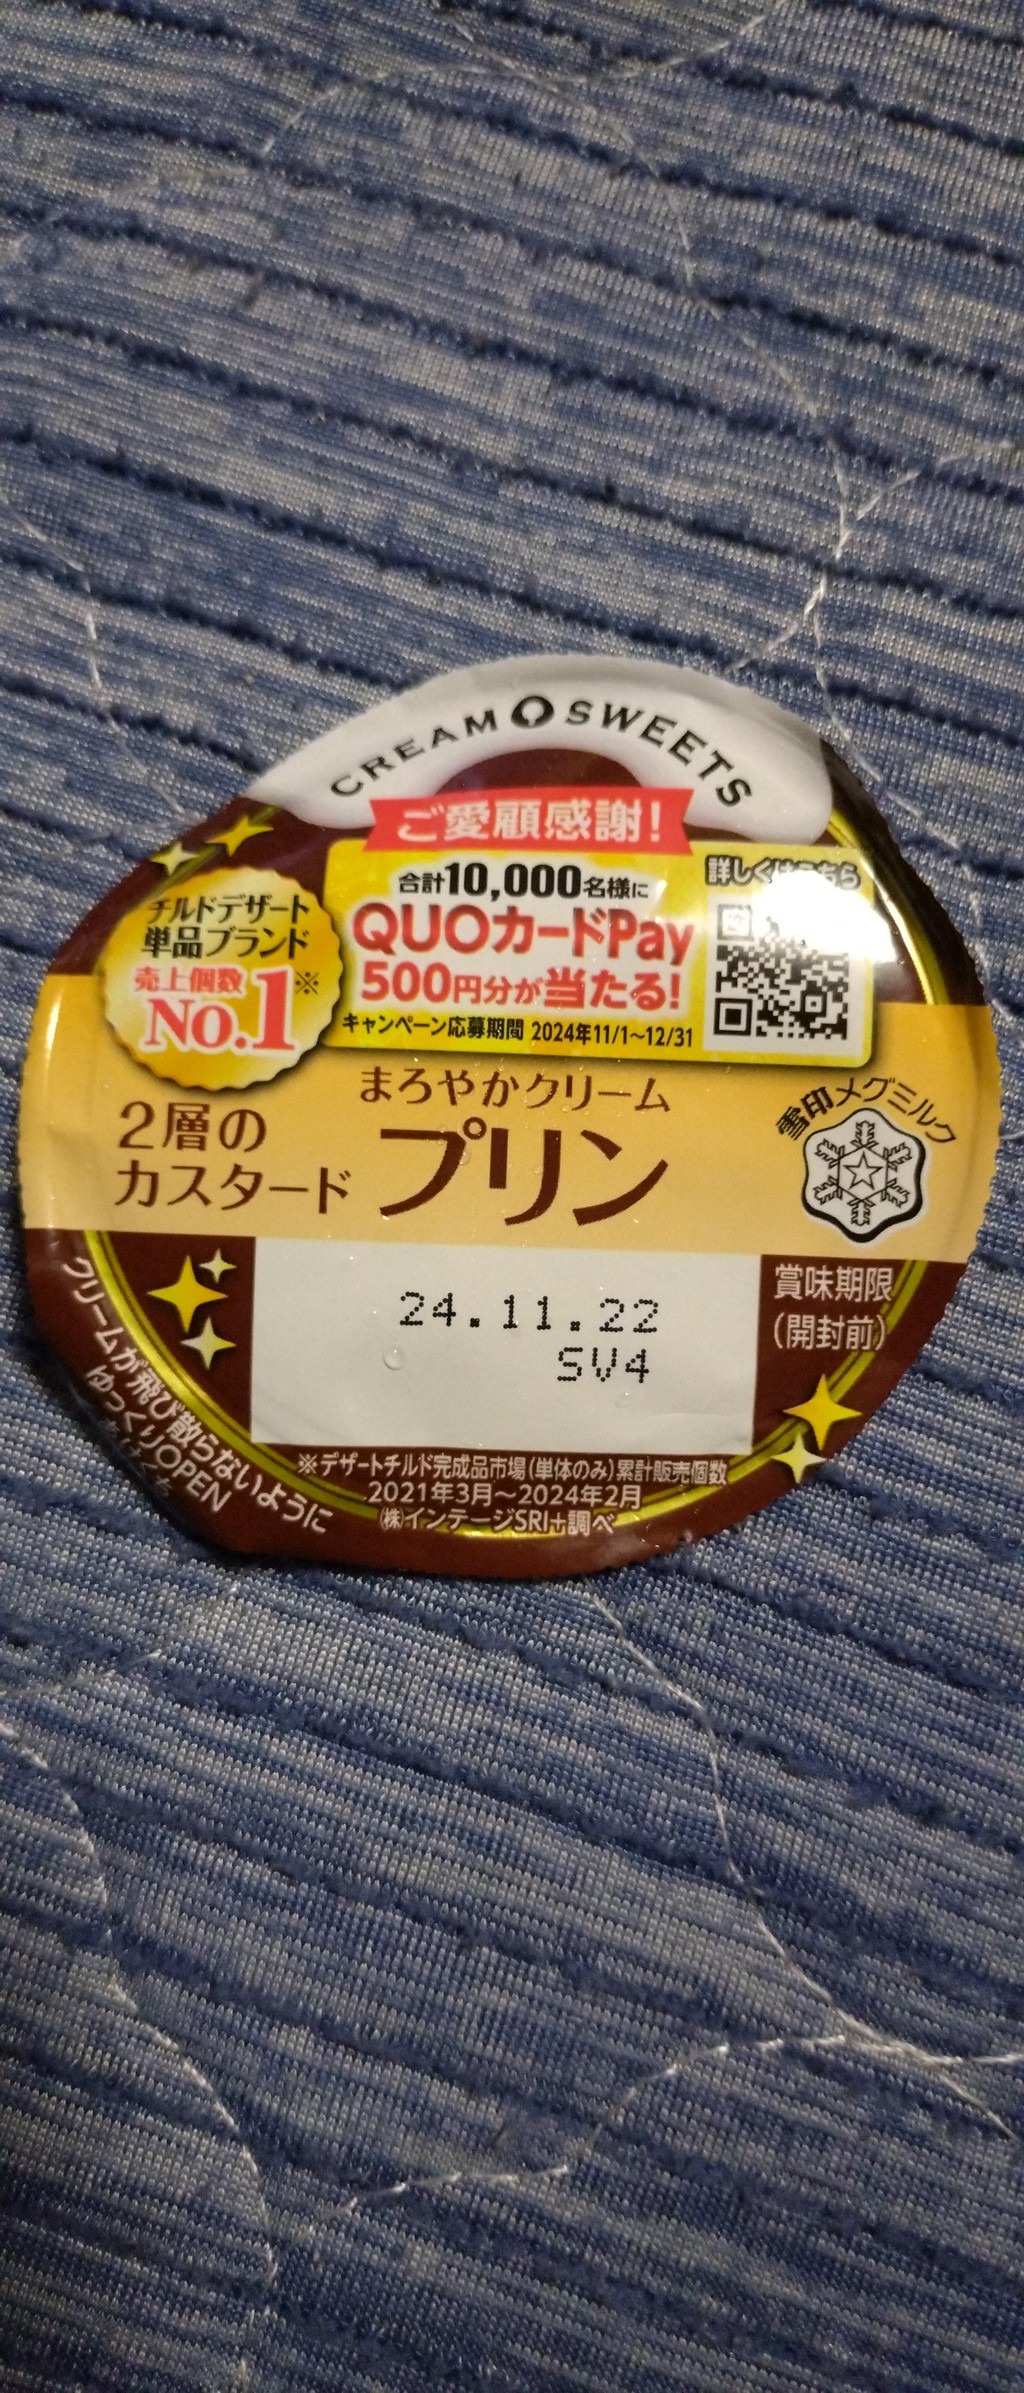 CREAM SWEETS
ご愛顧感謝!
合計10,000名様に
QUOカードPay
500円分が当たる!
キャンペーン応募期間 2024年11/1~12/31
詳しくはこちら
チルドデザート
単品ブランド
売上個数
No.1※
まろやかクリーム
2層の
カスタード
プリン
雪印メグミルク
24.11.22
SV4
賞味期限
(開封前)
クリームが飛び散らないように
ゆっくりOPEN
※デザートチルド完成品市場(単体のみ)累計販売個数
2021年3月~2024年2月
㈱インテージSRI+調べ